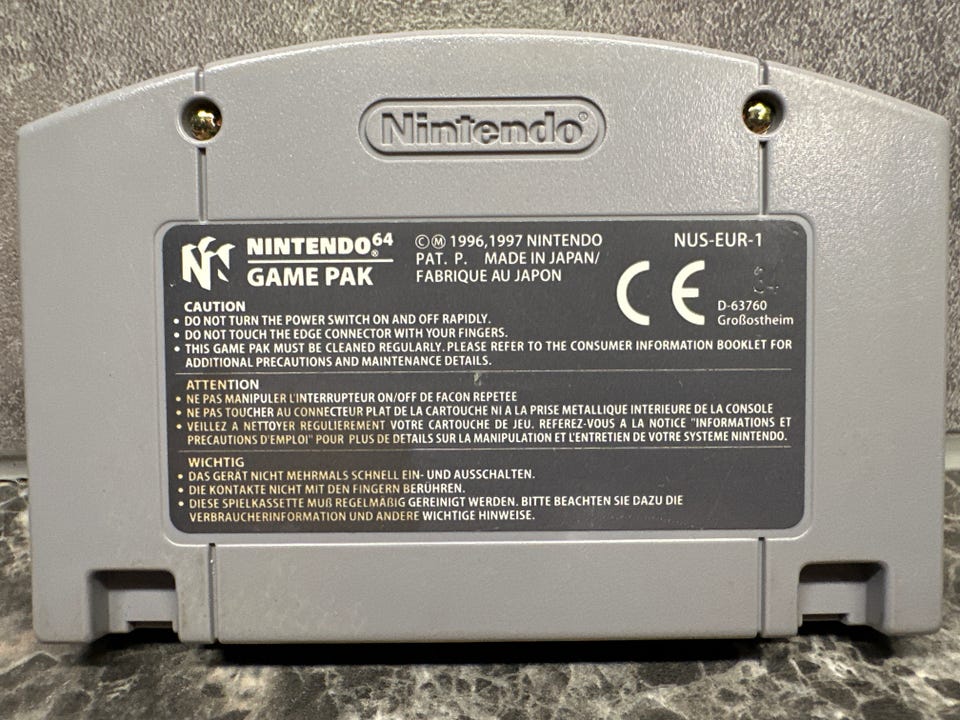 Nintendo®
NINTENDO®64
GAME PAK
©Ⓜ 1996,1997 NINTENDO
PAT. P. MADE IN JAPAN/
FABRIQUE AU JAPON
NUS-EUR-1
CE
D-63760
Großostheim
CAUTION
• DO NOT TURN THE POWER SWITCH ON AND OFF RAPIDLY.
• DO NOT TOUCH THE EDGE CONNECTOR WITH YOUR FINGERS.
• THIS GAME PAK MUST BE CLEANED REGULARLY. PLEASE REFER TO THE CONSUMER INFORMATION BOOKLET FOR
ADDITIONAL PRECAUTIONS AND MAINTENANCE DETAILS.
ATTENTION
• NE PAS MANIPULER L'INTERRUPTEUR ON/OFF DE FACON REPETEE
• NE PAS TOUCHER AU CONNECTEUR PLAT DE LA CARTOUCHE NI A LA PRISE METALLIQUE INTERIEURE DE LA CONSOLE
• VEILLEZ A NETTOYER REGULIEREMENT VOTRE CARTOUCHE DE JEU. REFEREZ-VOUS A LA NOTICE "INFORMATIONS ET
PRECAUTIONS D'EMPLOI" POUR PLUS DE DETAILS SUR LA MANIPULATION ET L'ENTRETIEN DE VOTRE SYSTEME NINTENDO.
WICHTIG
• DAS GERÄT NICHT MEHRMALS SCHNELL EIN- UND AUSSCHALTEN.
• DIE KONTAKTE NICHT MIT DEN FINGERN BERÜHREN.
• DIESE SPIELKASSETTE MUß REGELMAßIG GEREINIGT WERDEN. BITTE BEACHTEN SIE DAZU DIE
VERBRAUCHERINFORMATION UND ANDERE WICHTIGE HINWEISE.